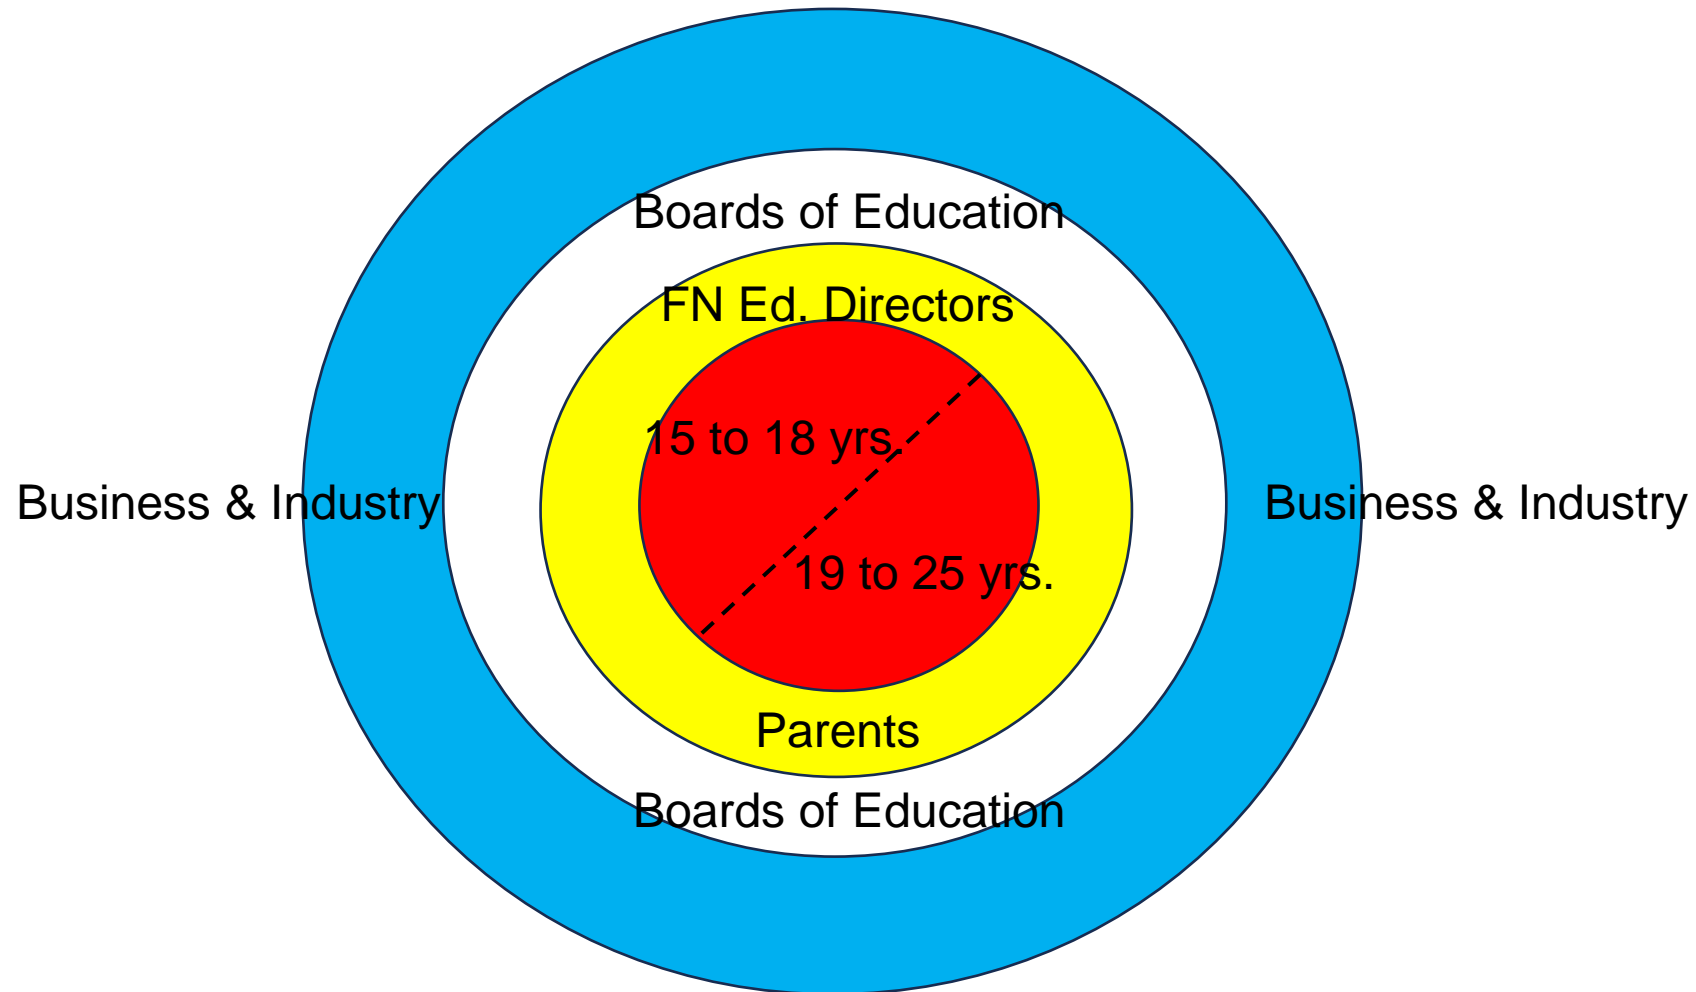 Boards of Education
FN Ed. Directors
15 to 18 yrs.
Business & Industry
Business & Industry
19 to 25 yrs.
Parents
Boards of Education